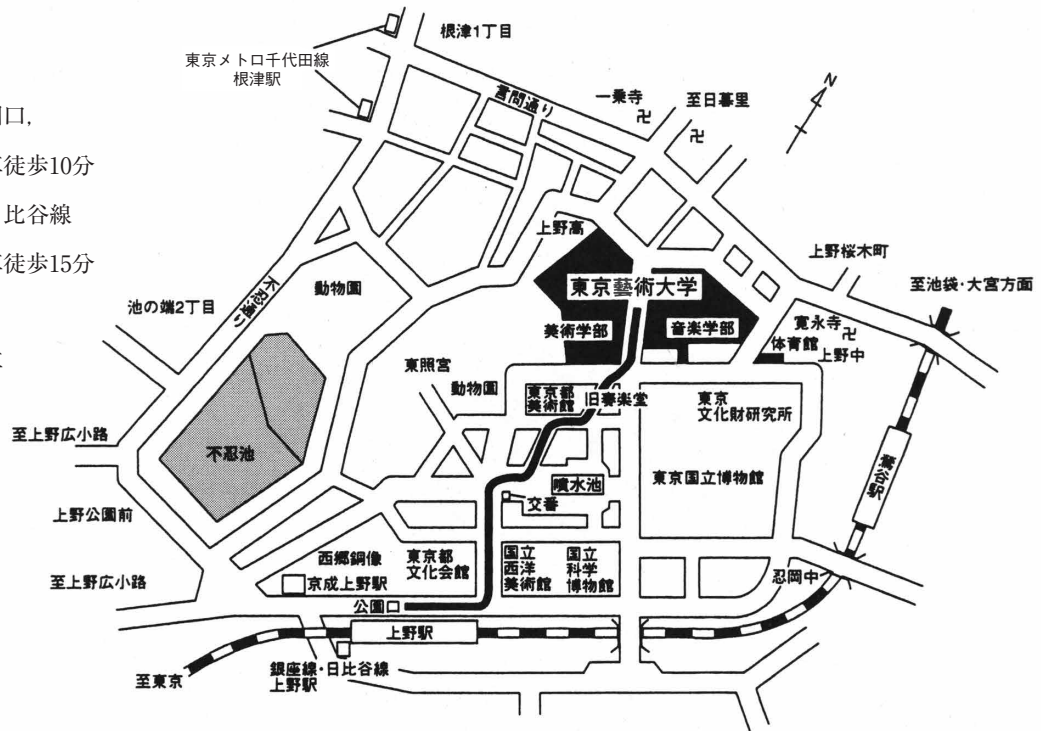 根津1丁目
東京メトロ千代田線
根津駅
言問通り
一乗寺
至日暮里
N
口,
徒歩10分
比谷線
徒歩15分
上野高
上野桜木町
至池袋・大宮方面
東京藝術大学
美術学部
音楽学部
寛永寺
体育館
上野中
動物園
不忍通り
池の端2丁目
東照宮
動物園
東京都
美術館
旧奏楽堂
東京
文化財研究所
至上野広小路
不忍池
噴水池
東京国立博物館
鶯谷駅
交番
上野公園前
西郷銅像
東京都
文化会館
国立
西洋
美術館
国立
科学
博物館
至上野広小路
京成上野駅
忍岡中
公園口
上野駅
銀座線・日比谷線
上野駅
至東京